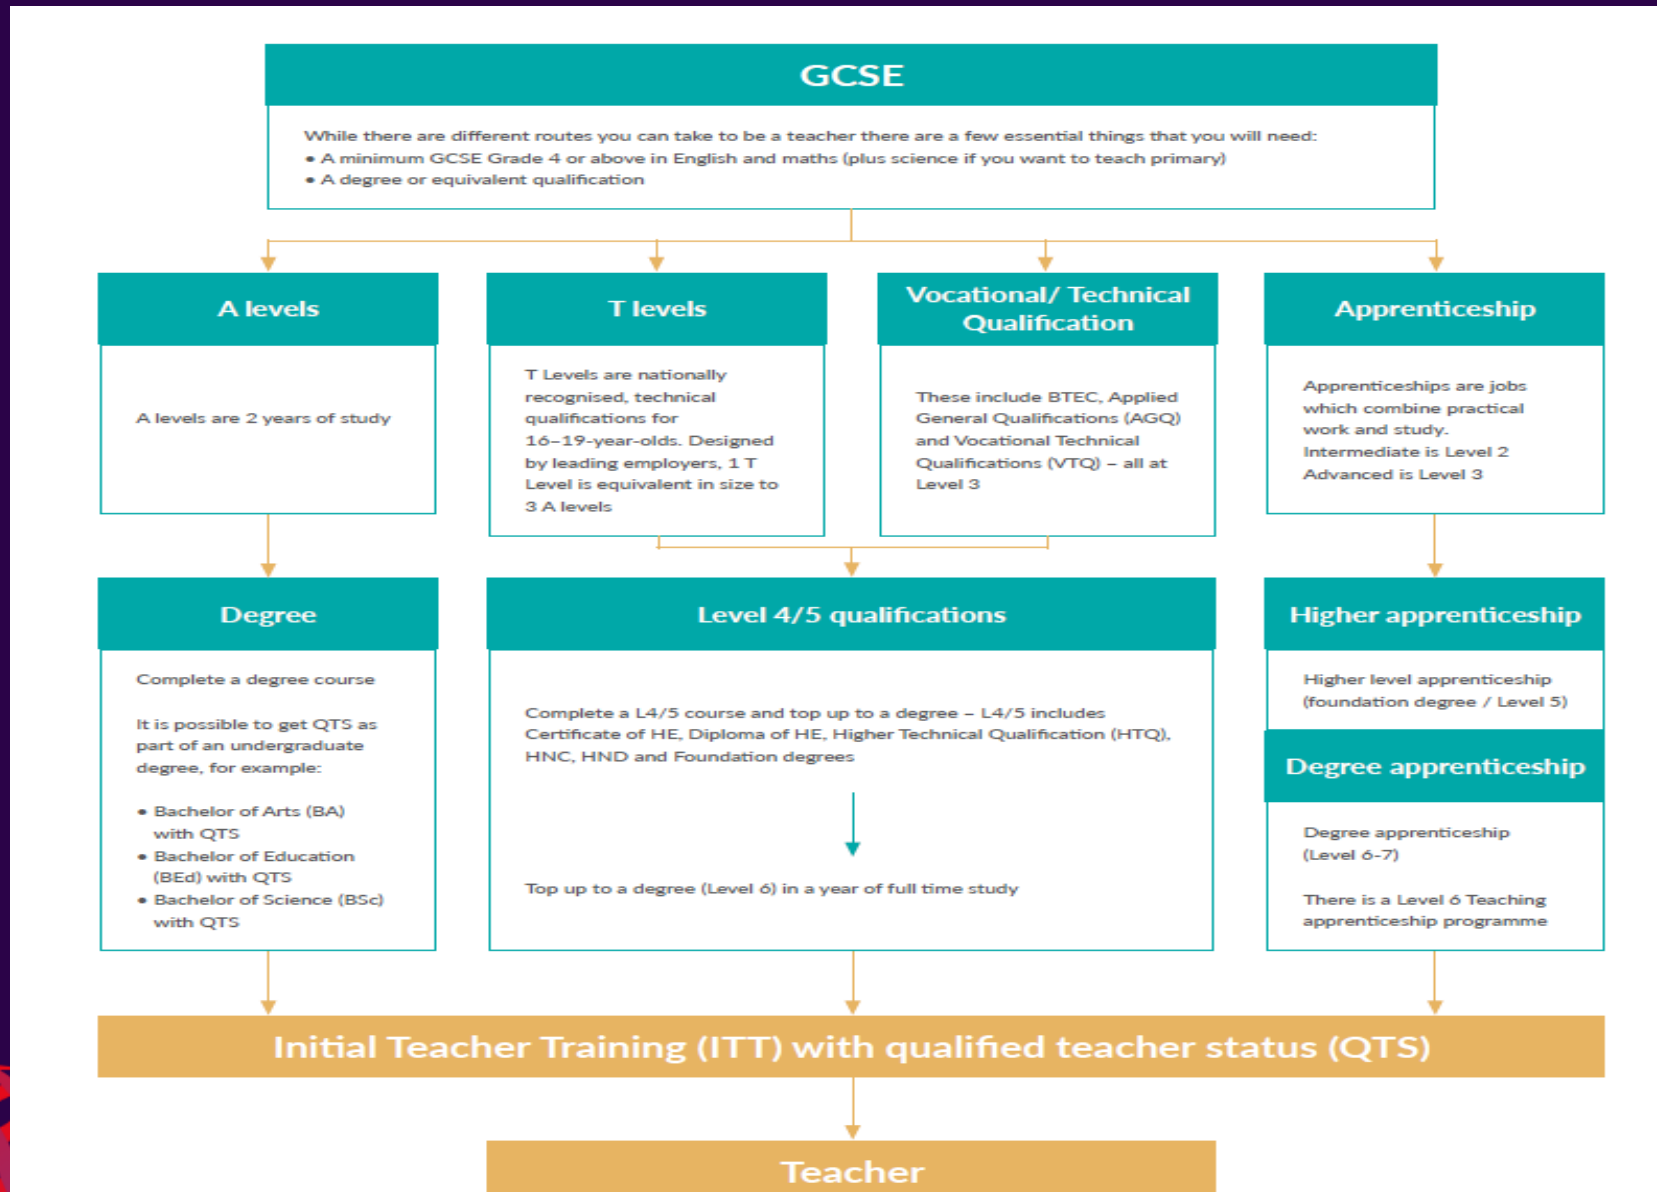 GCSE
While there are different routes you can take to be a teacher there are a few essential things that you will need:
• A minimum GCSE Grade 4 or above in English and maths (plus science if you want to teach primary)
• A degree or equivalent qualification
A levels
A levels are 2 years of study
T levels
T Levels are nationally
recognised, technical
qualifications for
16–19-year-olds. Designed
by leading employers, 1 T
Level is equivalent in size to
3 A levels
Vocational/ Technical
Qualification
These include BTEC, Applied
General Qualifications (AGQ)
and Vocational Technical
Qualifications (VTQ) – all at
Level 3
Apprenticeship
Apprenticeships are jobs
which combine practical
work and study.
Intermediate is Level 2
Advanced is Level 3
Degree
Complete a degree course
It is possible to get QTS as
part of an undergraduate
degree, for example:
• Bachelor of Arts (BA)
with QTS
• Bachelor of Education
(BEd) with QTS
• Bachelor of Science (BSc)
with QTS
Level 4/5 qualifications
Complete a L4/5 course and top up to a degree – L4/5 includes
Certificate of HE, Diploma of HE, Higher Technical Qualification (HTQ),
HNC, HND and Foundation degrees
Top up to a degree (Level 6) in a year of full time study
Higher apprenticeship
Higher level apprenticeship
(foundation degree / Level 5)
Degree apprenticeship
Degree apprenticeship
(Level 6-7)
There is a Level 6 Teaching
apprenticeship programme
Initial Teacher Training (ITT) with qualified teacher status (QTS)
Teacher